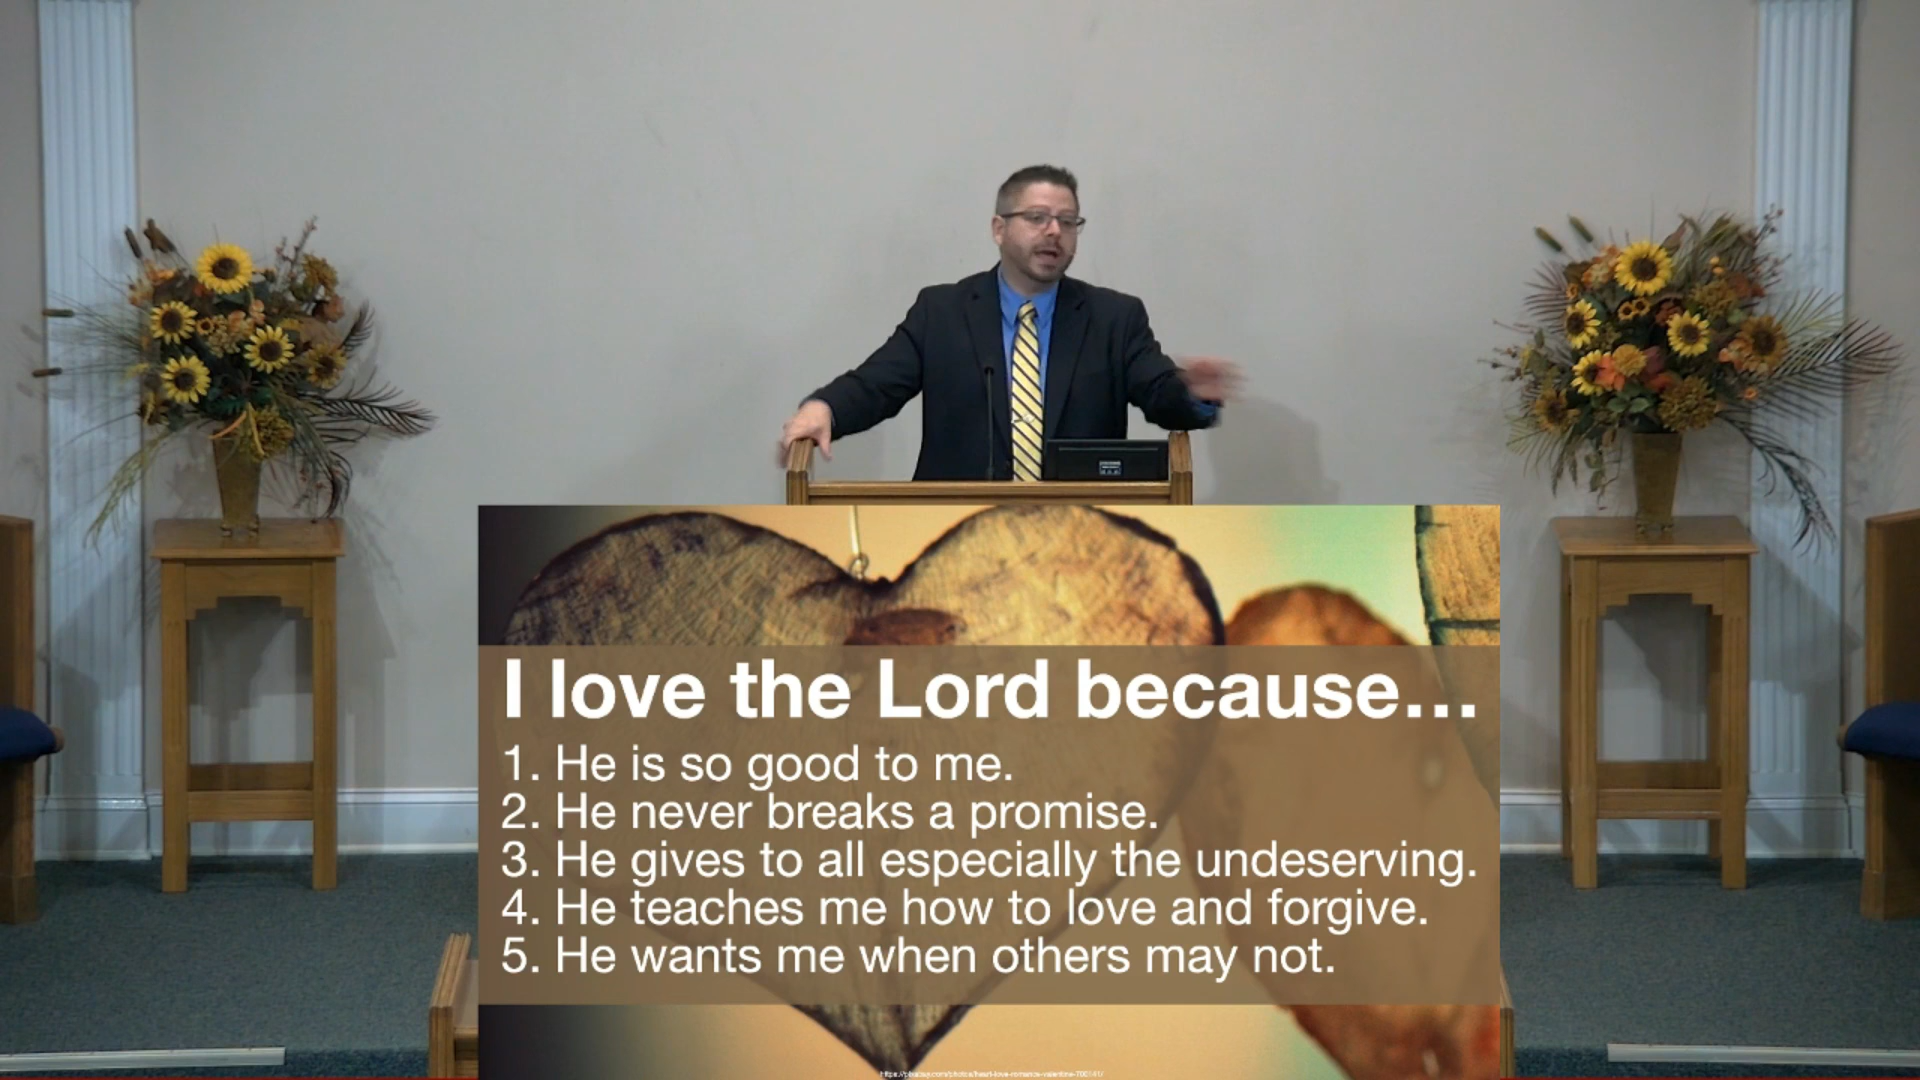 I love the Lord because...
1. He is so good to me.
2. He never breaks a promise.
3. He gives to all especially the undeserving.
4. He teaches me how to love and forgive.
5. He wants me when others may not.